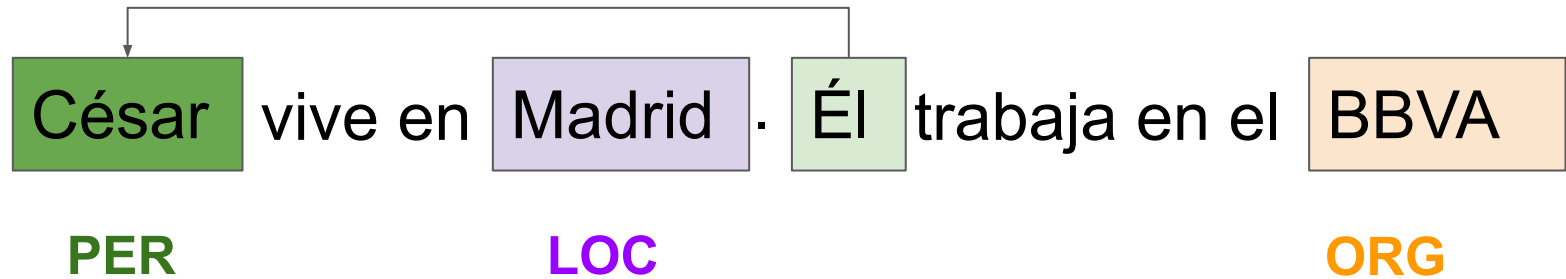 César vive en Madrid . Él trabaja en el BBVA
PER LOC ORG